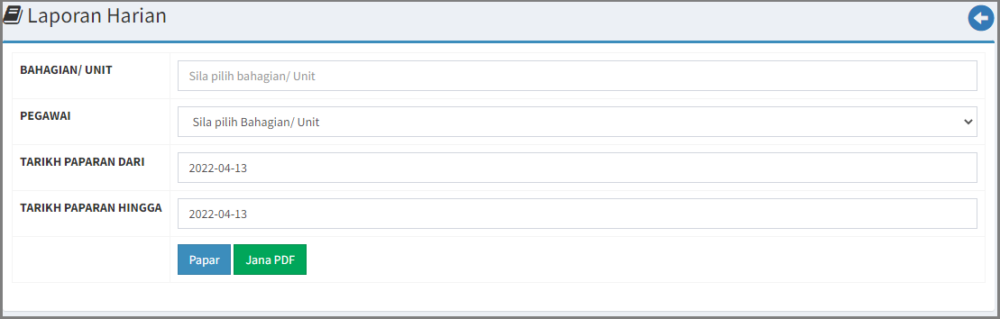 Laporan Harian
BAHAGIAN/ UNIT
Sila pilih bahagian/ Unit
PEGAWAI
Sila pilih Bahagian/ Unit
TARIKH PAPARAN DARI
2022-04-13
TARIKH PAPARAN HINGGA
2022-04-13
Papar
Jana PDF